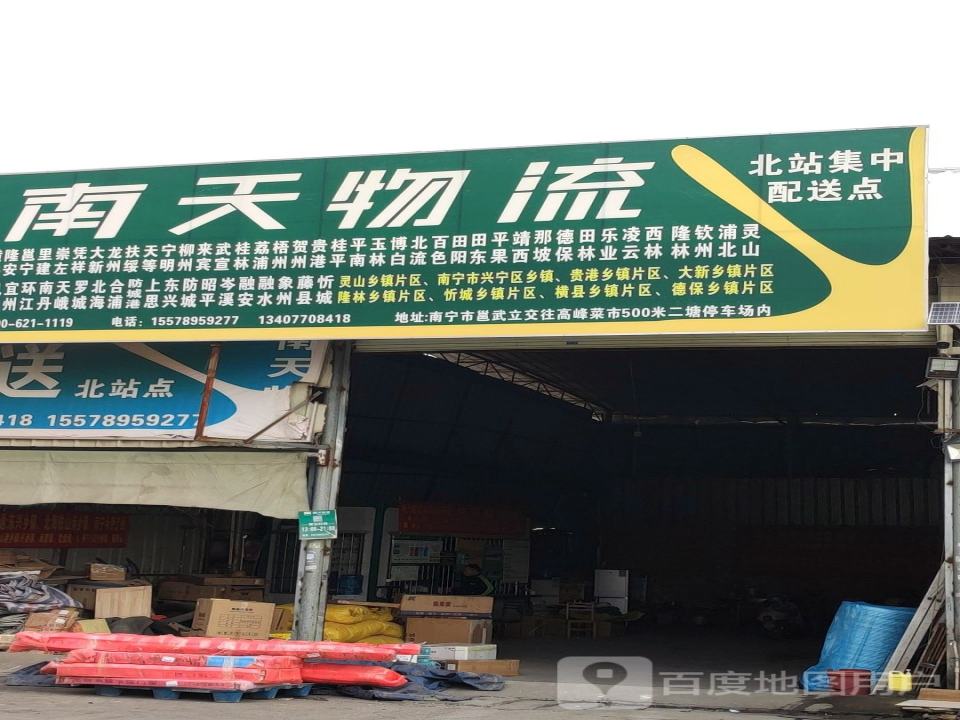 南天物流
北站集中
配送点
隆邕里崇凭大龙扶天宁柳来武桂荔梧贺贵桂平玉博北百田田平靖那德田乐凌西隆钦浦灵
安宁建左祥新州绥等明州宾宣林浦州州港平南林白流色阳东果西坡保林业云林林州北山
宜环南天罗北合防上东防昭岑融融象藤忻
州江丹峨城海浦城思兴城平溪安水州县城
灵山乡镇片区、南宁市兴宁区乡镇、贵港乡镇片区、大新乡镇片区
隆林乡镇片区、忻城乡镇片区、横县乡镇片区、德保乡镇片区
0-621-1119 电话：15578959277 13407708418 地址:南宁市邕武立交往高峰菜市500米二塘停车场内
送 北站点
南天物
418 15578959277
百度地图用户